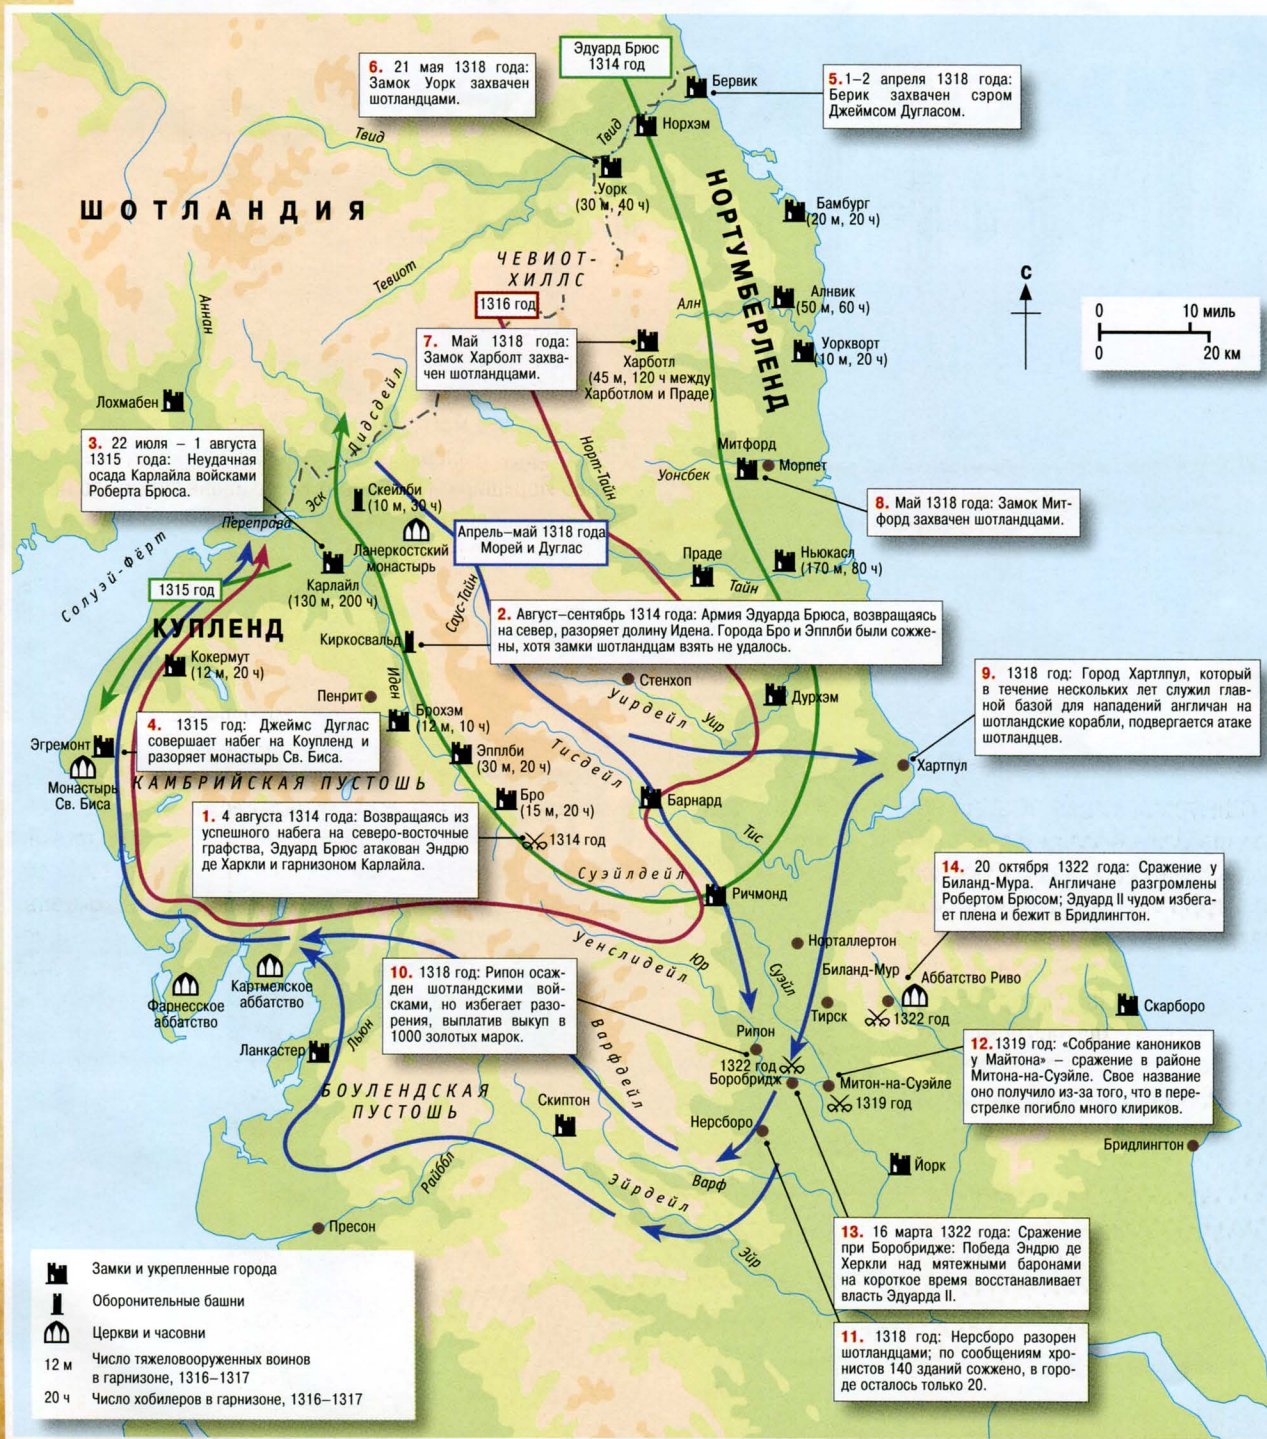 Эдуард Брюс
1314 год
6. 21 мая 1318 года:
Замок Уорк захвачен
шотландцами.
Бервик
5. 1–2 апреля 1318 года:
Берик захвачен сэром
Джеймсом Дугласом.
Норхэм
Твид
Твид
Уорк
(30 м, 40 ч)
ШОТЛАНДИЯ
НОРТУМБЕРЛЕНД
Бамбург
(20 м, 20 ч)
ЧЕВИОТ-
ХИЛЛС
Тевиот
Аннан
1316 год
Алн
Алнвик
(50 м, 60 ч)
С
0 10 миль
0 20 км
7. Май 1318 года:
Замок Харболт захва-
чен шотландцами.
Харботл
(45 м, 120 ч между
Харботлом и Праде)
Уоркворт
(10 м, 20 ч)
Лохмабен
Лидсдейл
3. 22 июля – 1 августа
1315 года: Неудачная
осада Карлайла войсками
Роберта Брюса.
Норт-Тайн
Митфорд
Морпет
Уонсбек
Эск
Скейлби
(10 м, 30 ч)
8. Май 1318 года: Замок Мит-
форд захвачен шотландцами.
Переправа
Солуэй-Фёрт
Ланеркостский
монастырь
Апрель–май 1318 года
Морей и Дуглас
Праде
Ньюкасл
(170 м, 80 ч)
Тайн
1315 год
Карлайл
(130 м, 200 ч)
Саус-Тайн
КУПЛЕНД
Киркосвальд
2. Август–сентябрь 1314 года: Армия Эдуарда Брюса, возвращаясь
на север, разоряет долину Идена. Города Бро и Эпплби были сожже-
ны, хотя замки шотландцам взять не удалось.
Кокермут
(12 м, 20 ч)
Иден
Пенрит
Стенхоп
Уирдейл
Уир
Дурхэм
9. 1318 год: Город Хартлпул, который
в течение нескольких лет служил глав-
ной базой для нападений англичан на
шотландские корабли, подвергается атаке
шотландцев.
Брохэм
(12 м, 10 ч)
4. 1315 год: Джеймс Дуглас
совершает набег на Коупленд и
разоряет монастырь Св. Биса.
Эгремонт
Монастырь
Св. Биса
Эпплби
(30 м, 20 ч)
Тисдейл
Хартпул
КАМБРИЙСКАЯ ПУСТОШЬ
Бро
(15 м, 20 ч)
Барнард
Тис
1. 4 августа 1314 года: Возвращаясь из
успешного набега на северо-восточные
графства, Эдуард Брюс атакован Эндрю
де Харкли и гарнизоном Карлайла.
1314 год
Суэйлдейл
Ричмонд
14. 20 октября 1322 года: Сражение у
Биланд-Мура. Англичане разгромлены
Робертом Брюсом; Эдуард II чудом избега-
ет плена и бежит в Бридлингтон.
Уенслидейл
Юр
Суэйл
Норталлертон
Биланд-Мур
Аббатство Риво
Фарнесское
аббатство
Картмелское
аббатство
10. 1318 год: Рипон осаж-
ден шотландскими вой-
сками, но избегает разо-
рения, выплатив выкуп в
1000 золотых марок.
Тирск
1322 год
Скарборо
Ланкастер
Льюн
Варфдейл
Рипон
1322 год
Боробридж
Митон-на-Суэйле
1319 год
12. 1319 год: «Собрание каноников
у Майтона» – сражение в районе
Митона-на-Суэйле. Свое название
оно получило из-за того, что в пере-
стрелке погибло много клириков.
БОУЛЕНДСКАЯ
ПУСТОШЬ
Скиптон
Нерсборо
Бридлингтон
Йорк
Райббл
Эйрдейл
Варф
Пресон
Эйр
13. 16 марта 1322 года: Сражение
при Боробридже: Победа Эндрю де
Херкли над мятежными баронами
на короткое время восстанавливает
власть Эдуарда II.
11. 1318 год: Нерсборо разорен
шотландцами; по сообщениям хро-
нистов 140 зданий сожжено, в горо-
де осталось только 20.
Замки и укрепленные города
Оборонительные башни
Церкви и часовни
12 м Число тяжеловооруженных воинов
в гарнизоне, 1316–1317
20 ч Число хобилеров в гарнизоне, 1316–1317